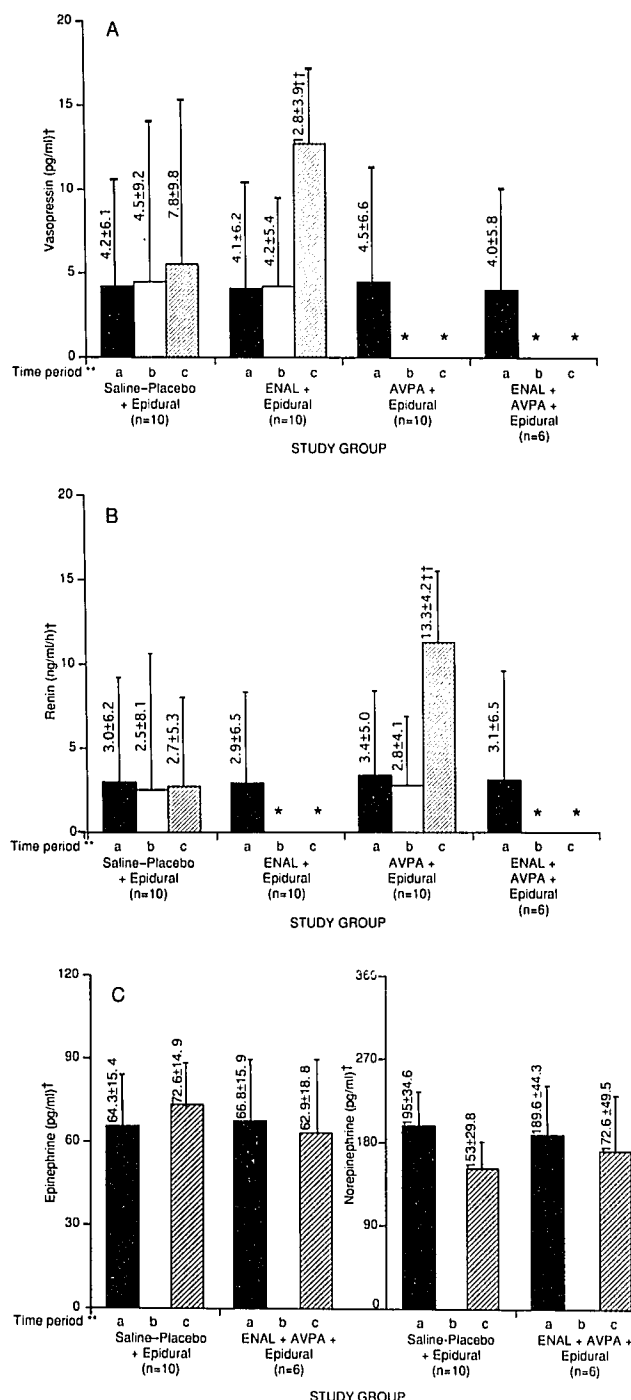 A
20
15
10
5
0
Vasopressin (pg/ml)†
4.2±6.1
4.5±9.2
7.8±9.8
4.1±6.2
4.2±5.4
12.8±3.9††
4.5±6.6
* *
4.0±5.8
* *
Time period ** a b c a b c a b c a b c
Saline-Placebo ENAL + AVPA + ENAL +
+ Epidural Epidural Epidural AVPA +
(n=10) (n=10) (n=10) Epidural
(n=6)
STUDY GROUP
B
20
15
10
5
0
Renin (ng/ml/h)†
3.0±6.2
2.5±8.1
2.7±5.3
2.9±6.5
* *
3.4±5.0
2.8±4.1
13.3±4.2††
3.1±6.5
* *
Time period ** a b c a b c a b c a b c
Saline-Placebo ENAL + AVPA + ENAL +
+ Epidural Epidural Epidural AVPA +
(n=10) (n=10) (n=10) Epidural
(n=6)
STUDY GROUP
C
120
90
60
30
0
Epinephrine (pg/ml)†
64.3±15.4
72.6±14.9
66.8±15.9
62.9±18.8
360
270
180
90
0
Norepinephrine (pg/ml)†
195±34.6
153±29.8
189.6±44.3
172.6±49.5
Time period ** a b c a b c a b c a b c
Saline-Placebo ENAL + AVPA + Saline-Placebo ENAL + AVPA +
+ Epidural Epidural + Epidural Epidural
(n=10) (n=6) (n=10) (n=6)
STUDY GROUP